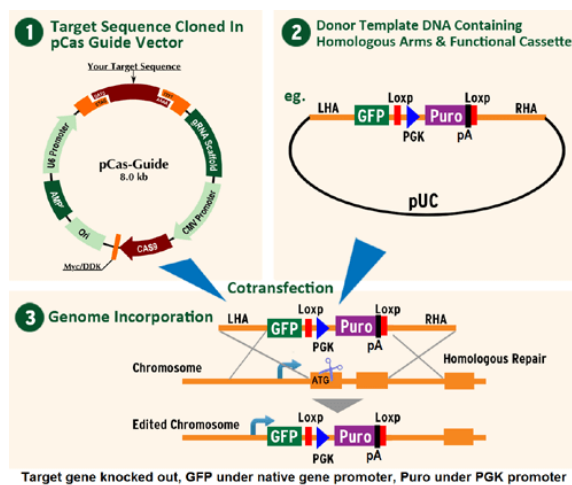 1 Target Sequence Cloned In
pCas Guide Vector
Your Target Sequence
U6 Promoter
gRNA Scaffold
pCas-Guide
8.0 kb
AMPr
CMV Promoter
Ori
CAS9
Myc/DDK
2 Donor Template DNA Containing
Homologous Arms & Functional Cassette
eg.
Loxp Loxp
LHA GFP Puro RHA
PGK pA
pUC
Cotransfection
3 Genome Incorporation
LHA Loxp Loxp RHA
GFP Puro
PGK pA
Homologous Repair
Chromosome
ATG
Edited Chromosome
Loxp Loxp
GFP Puro
PGK pA
Target gene knocked out, GFP under native gene promoter, Puro under PGK promoter